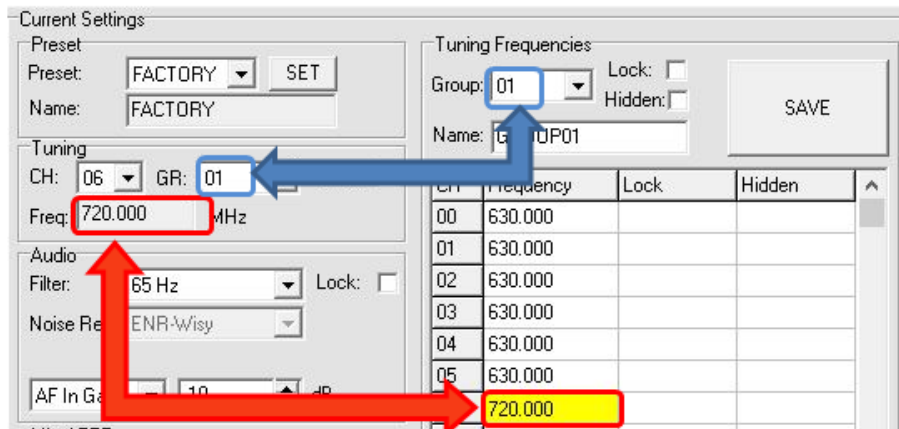 Current Settings
Preset
Preset: FACTORY SET
Name: FACTORY
Tuning
CH: 06 GR: 01
Freq: 720.000 MHz
Audio
Filter: 65 Hz Lock:
Noise Re ENR-Wisy
AF In Ga 10 dB
Tuning Frequencies
Group: 01 Lock:
Hidden:
SAVE
Name: G UP01
CH Frequency Lock Hidden
00 630.000
01 630.000
02 630.000
03 630.000
04 630.000
05 630.000
720.000